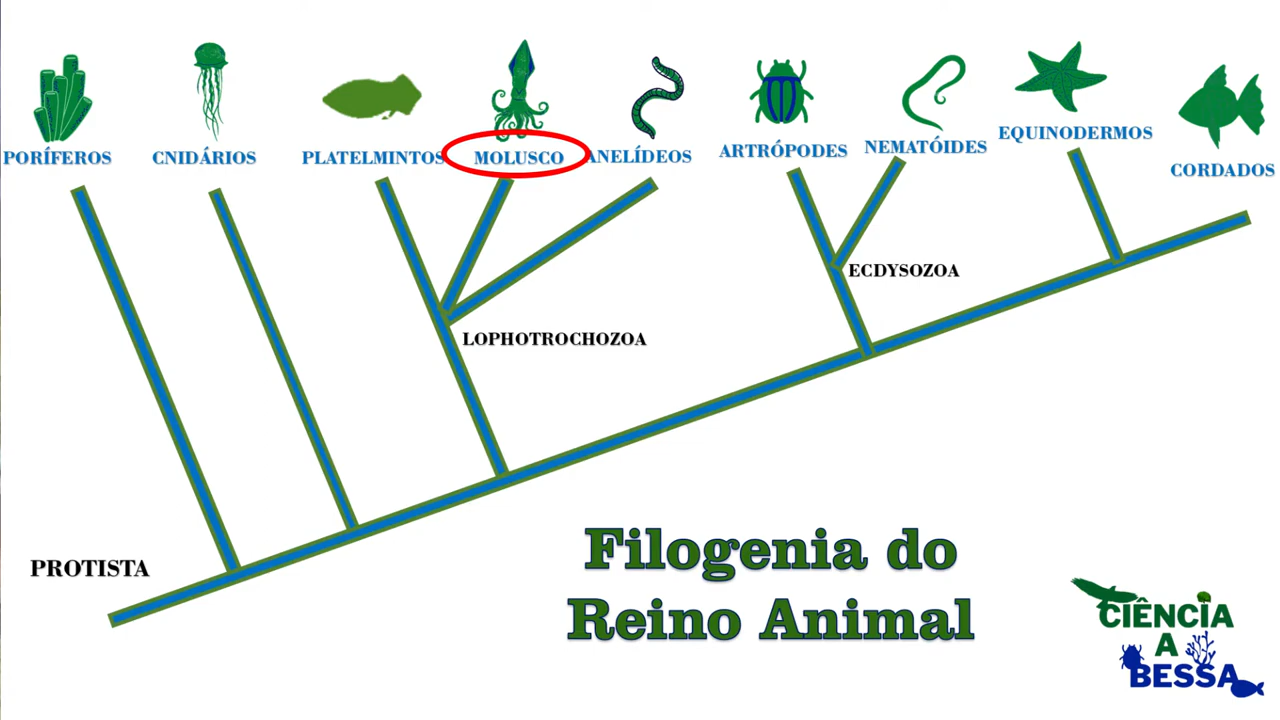 PORÍFEROS
CNIDÁRIOS
PLATELMINTOS
MOLUSCO
ANELÍDEOS
ARTRÓPODES
NEMATÓIDES
EQUINODERMOS
CORDADOS
ECDYSOZOA
LOPHOTROCHOZOA
PROTISTA
Filogenia do
Reino Animal
CIÊNCIA
A
BESSA